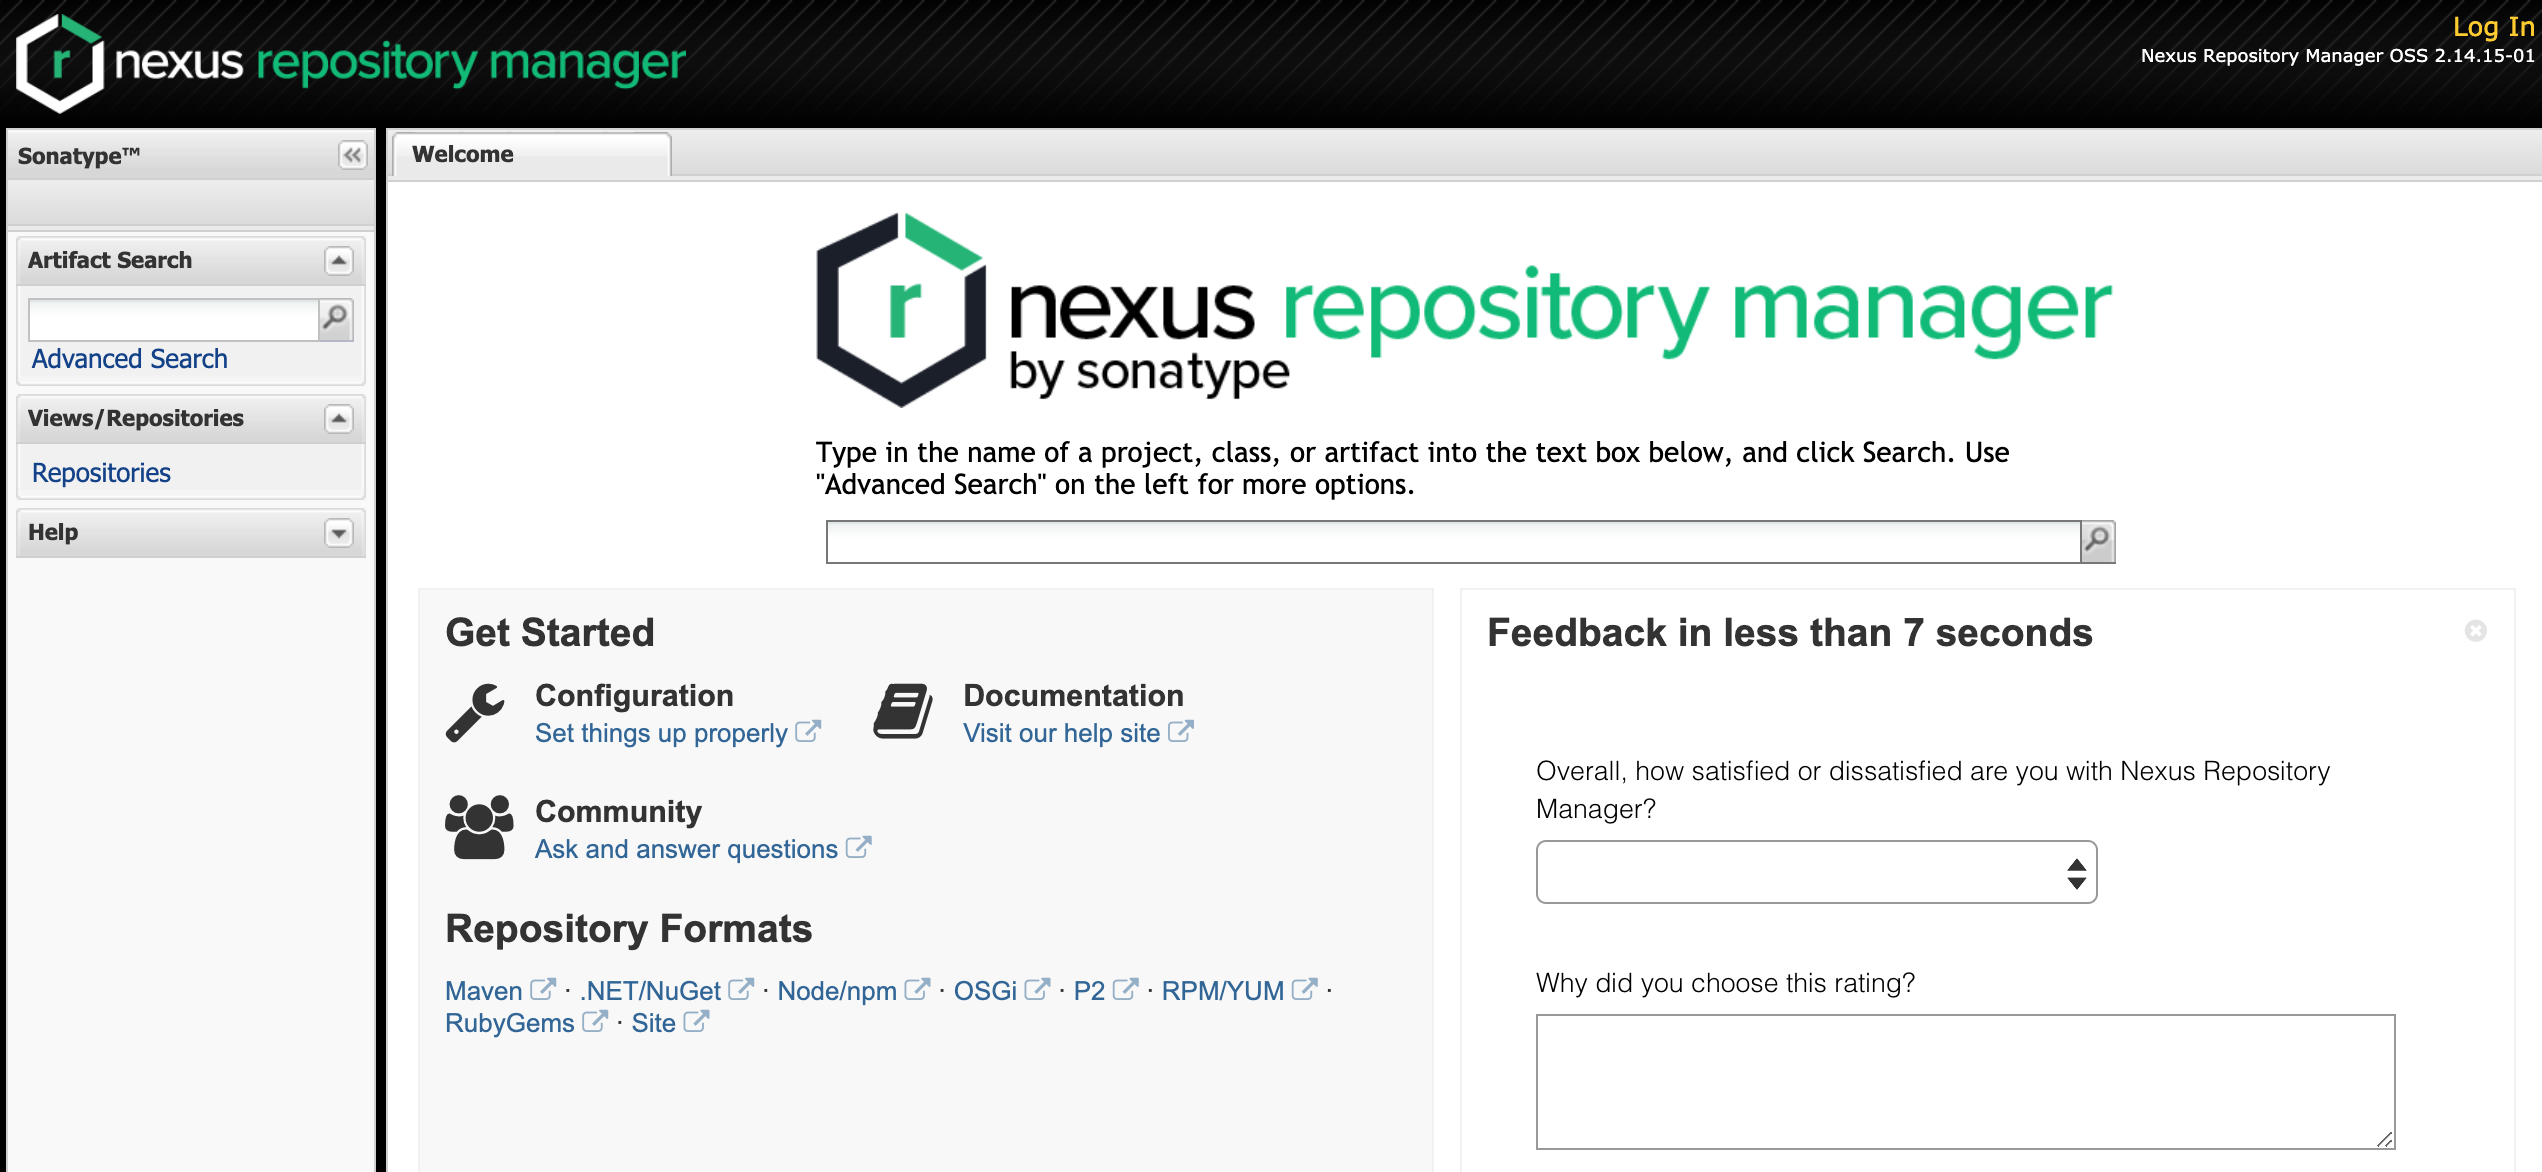 r nexus repository manager
Log In
Nexus Repository Manager OSS 2.14.15-01
Sonatype™
Artifact Search
Advanced Search
Views/Repositories
Repositories
Help
Welcome
r nexus repository manager
by sonatype
Type in the name of a project, class, or artifact into the text box below, and click Search. Use
"Advanced Search" on the left for more options.
Get Started
Configuration
Set things up properly
Documentation
Visit our help site
Community
Ask and answer questions
Repository Formats
Maven · .NET/NuGet · Node/npm · OSGi · P2 · RPM/YUM ·
RubyGems · Site
Feedback in less than 7 seconds
Overall, how satisfied or dissatisfied are you with Nexus Repository
Manager?
Why did you choose this rating?